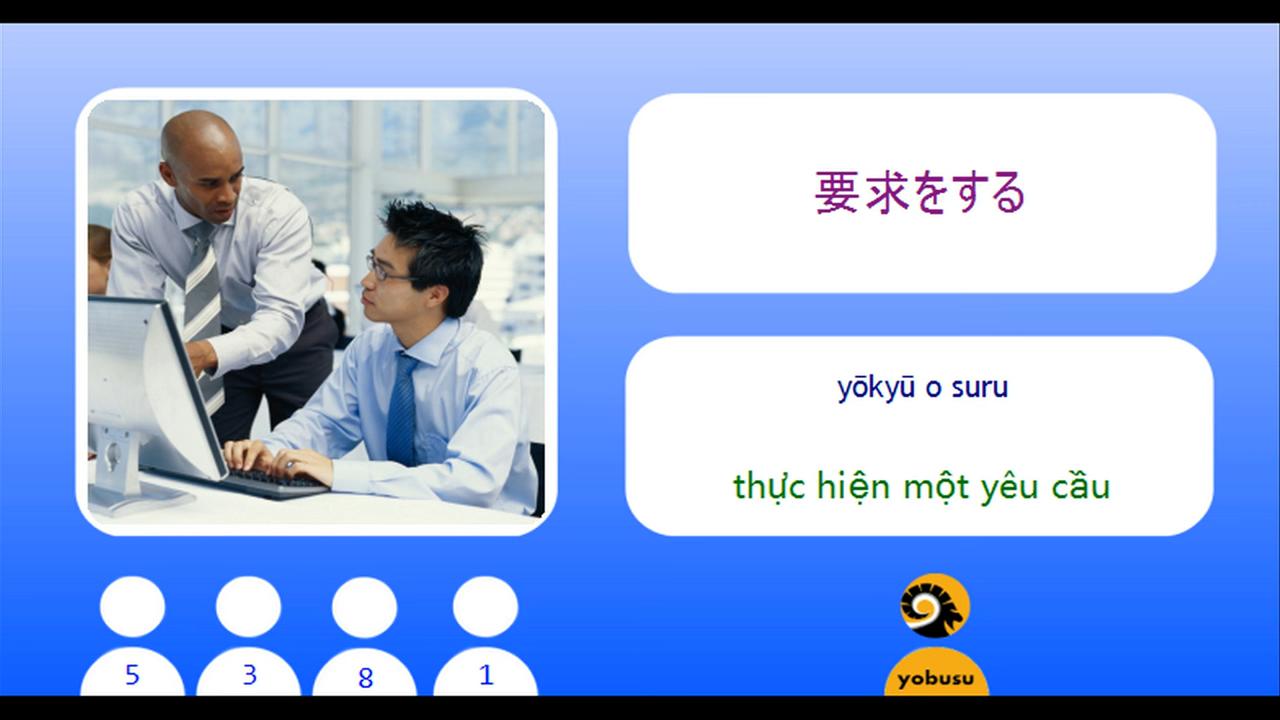 要求をする
yōkyū o suru
thực hiện một yêu cầu
5 3 8 1
yobusu